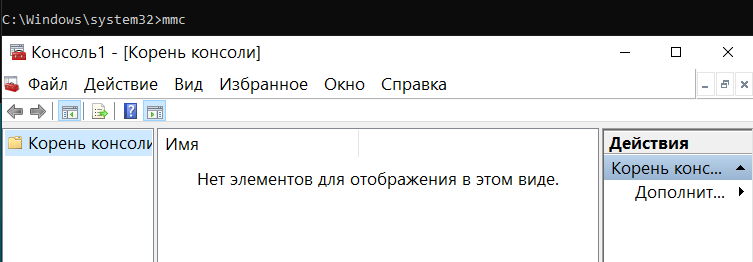 C:\Windows\system32>mmc
Консоль1 - [Корень консоли]
Файл Действие Вид Избранное Окно Справка
Корень консоли
Имя
Нет элементов для отображения в этом виде.
Действия
Корень конс...
Дополнит...